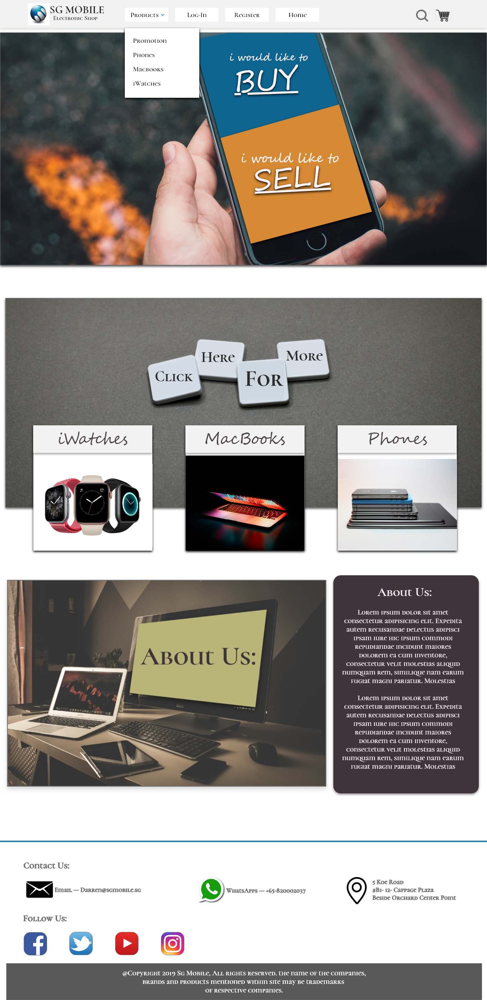 SG MOBILE
Electronic Shop
Products
Log-In
Register
Home
Promotion
Phones
Macbooks
iWatches
i would like to
BUY
i would like to
SELL
Click
Here
For
More
iWatches
MacBooks
Phones
About Us:
DELL
About Us:
Lorem ipsum dolor sit amet
consectetur adipisicing elit. Expedita
autem recusandae delectus adipisci
ipsam iure hic ipsum commodi
repudiandae incidunt maiores
dolorem ea cum inventore,
consectetur velit molestias aliquid
numquam rem, similique nam earum
fugiat magni pariatur. Molestias
Lorem ipsum dolor sit amet
consectetur adipisicing elit. Expedita
autem recusandae delectus adipisci
ipsam iure hic ipsum commodi
repudiandae incidunt maiores
dolorem ea cum inventore,
consectetur velit molestias aliquid
numquam rem, similique nam earum
fugiat magni pariatur. Molestias
Contact Us:
Email --- Darren@sgmobile.sg
WhatsApps --- +65-820002037
5 Koe Road
#B1- 12- Cappage Plaza
Beside Orchard Center Point
Follow Us:
@Copyright 2019 Sg Mobile, All rights reserved. the name of the companies,
brands and products mentioned within site may be trademarks
of respective companies.